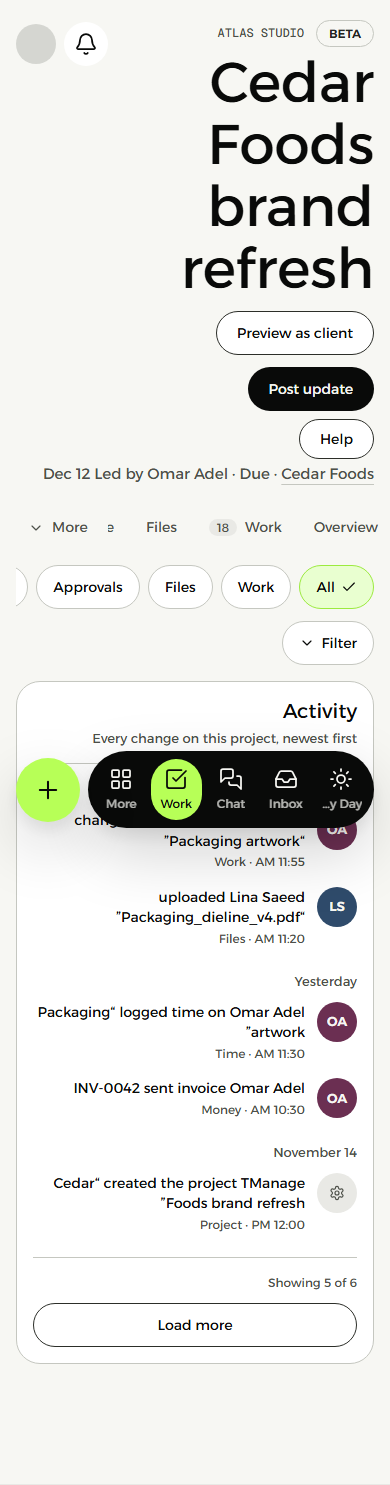 ATLAS STUDIO BETA
Cedar
Foods
brand
refresh
Preview as client
Post update
Help
Dec 12 Led by Omar Adel · Due · Cedar Foods
More e Files 18 Work Overview
Approvals Files Work All
Filter
Activity
Every change on this project, newest first
More Work Chat Inbox ...y Day
OA
"Packaging artwork“
Work · AM 11:55
uploaded Lina Saeed LS
"Packaging_dieline_v4.pdf“
Files · AM 11:20
Yesterday
Packaging“ logged time on Omar Adel OA
"artwork
Time · AM 11:30
INV-0042 sent invoice Omar Adel OA
Money · AM 10:30
November 14
Cedar“ created the project TManage
"Foods brand refresh
Project · PM 12:00
Showing 5 of 6
Load more